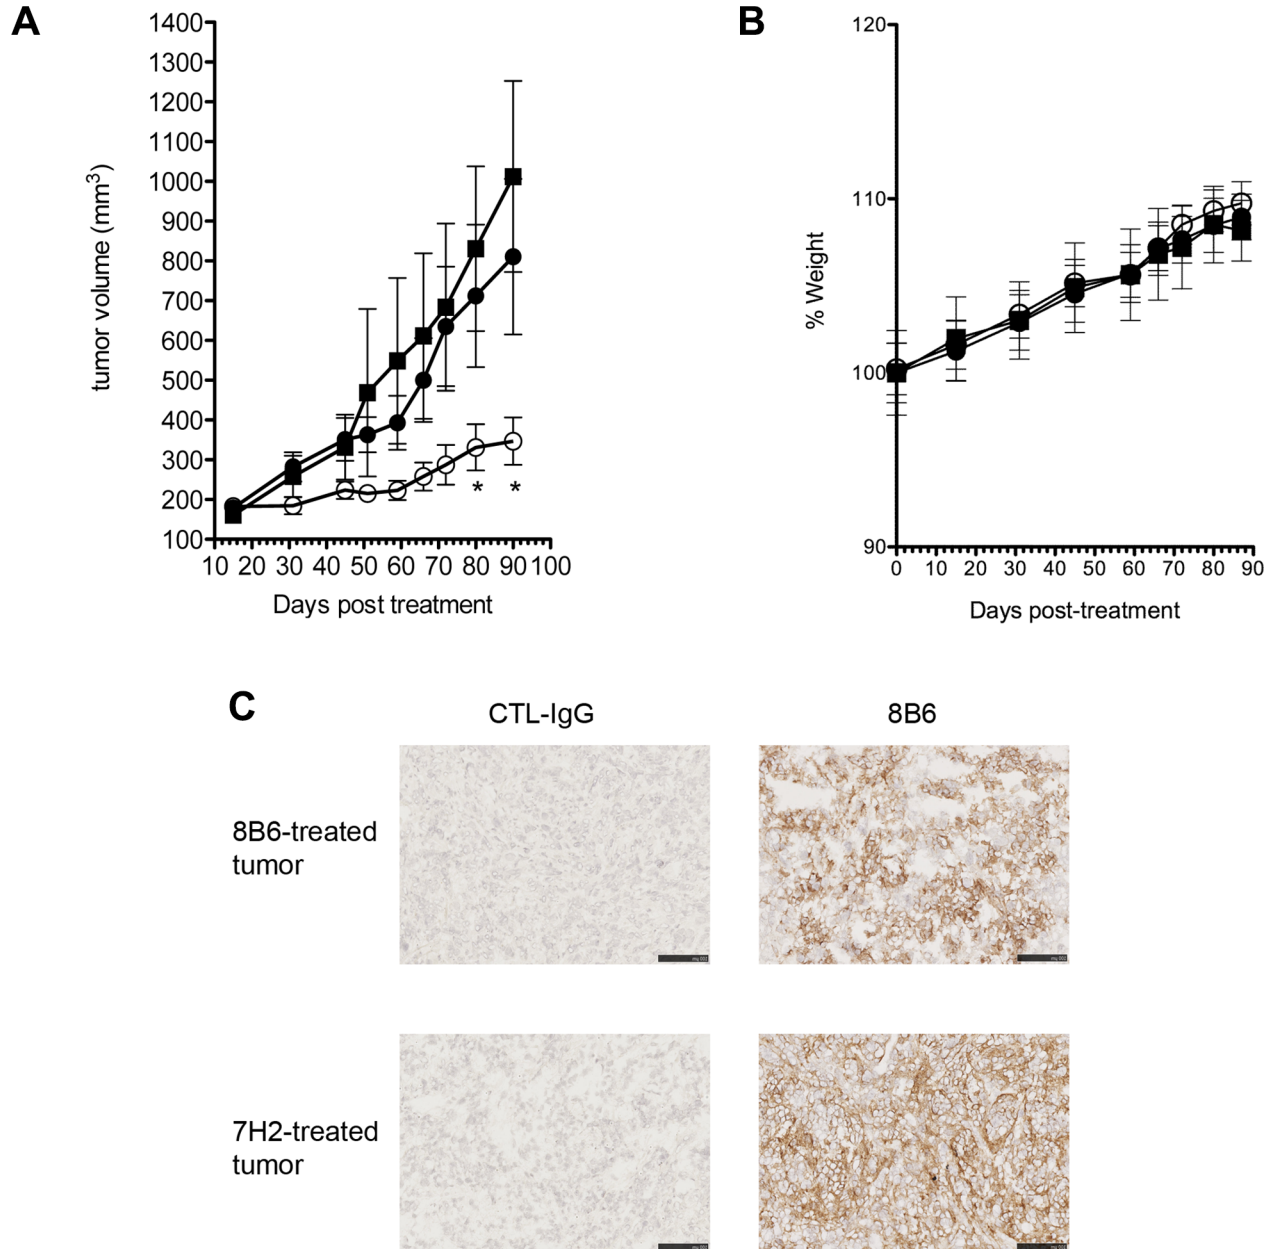 A
1400
1300
1200
1100
1000
900
800
700
600
500
400
300
200
100
tumor volume (mm3)
* *
10 20 30 40 50 60 70 80 90 100
Days post treatment
B
120
110
100
90
% Weight
0 10 20 30 40 50 60 70 80 90
Days post-treatment
C
CTL-IgG 8B6
8B6-treated
tumor
7H2-treated
tumor